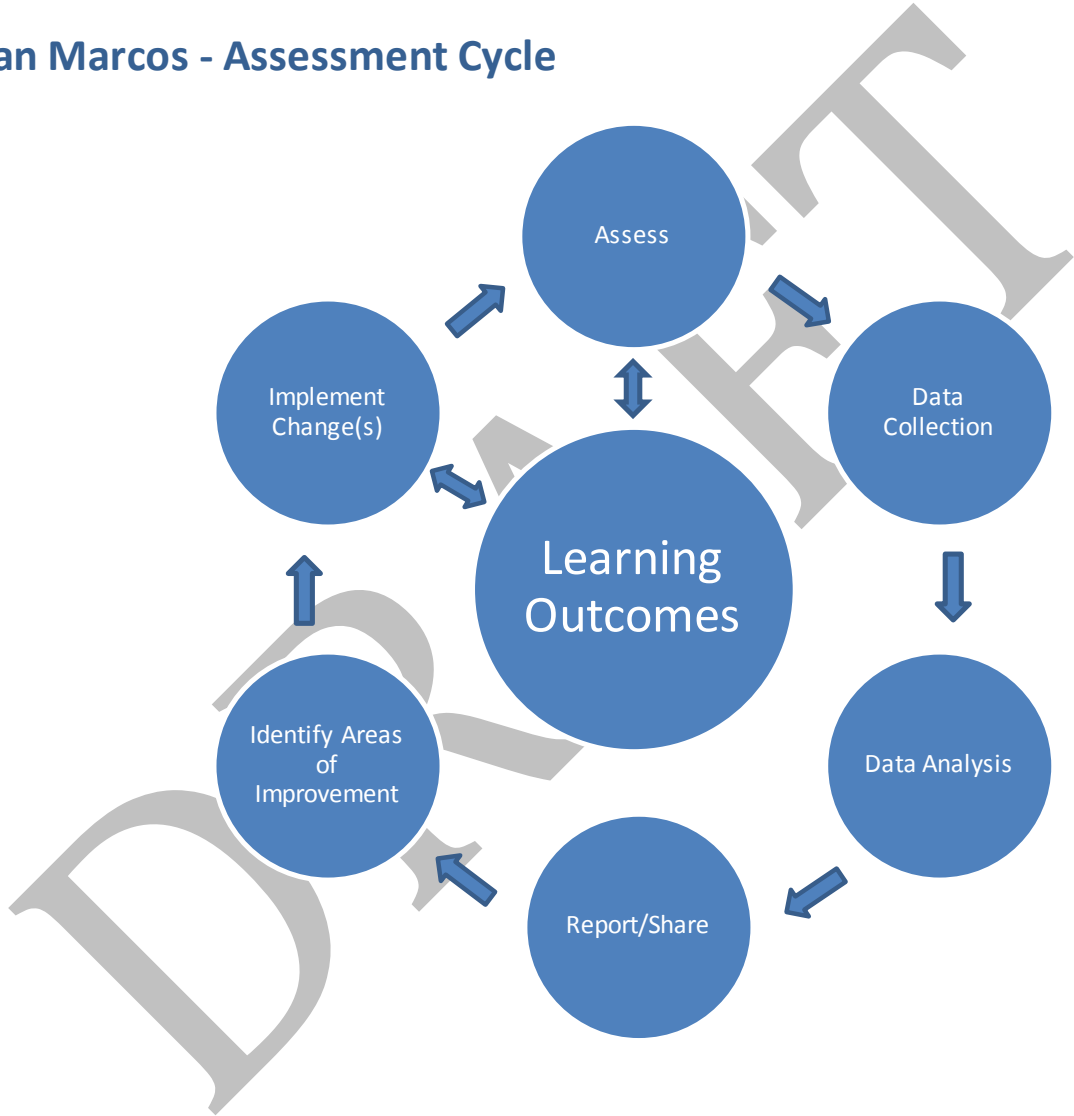 an Marcos - Assessment Cycle
Assess
Data
Collection
Data Analysis
Report/Share
Identify Areas
of
Improvement
Implement
Change(s)
Learning
Outcomes
DRAFT